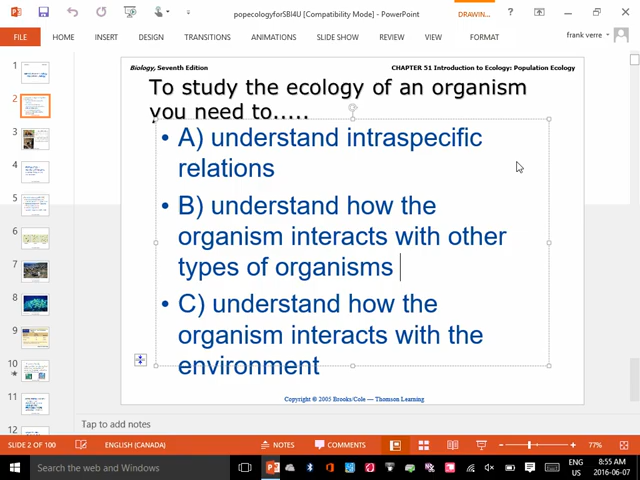 popecologyforSBI4U [Compatibility Mode] - PowerPoint
DRAWIN...
FILE HOME INSERT DESIGN TRANSITIONS ANIMATIONS SLIDE SHOW REVIEW VIEW FORMAT frank verre
Biology, Seventh Edition CHAPTER 51 Introduction to Ecology: Population Ecology
To study the ecology of an organism
you need to.....
• A) understand intraspecific
relations
• B) understand how the
organism interacts with other
types of organisms
• C) understand how the
organism interacts with the
environment
Copyright © 2005 Brooks/Cole — Thomson Learning
1
2
3
4
5
6
7
8
9
10
11
12
Tap to add notes
SLIDE 2 OF 100 ENGLISH (CANADA) NOTES COMMENTS 77%
Search the web and Windows
ENG
US
8:55 AM
2016-06-07